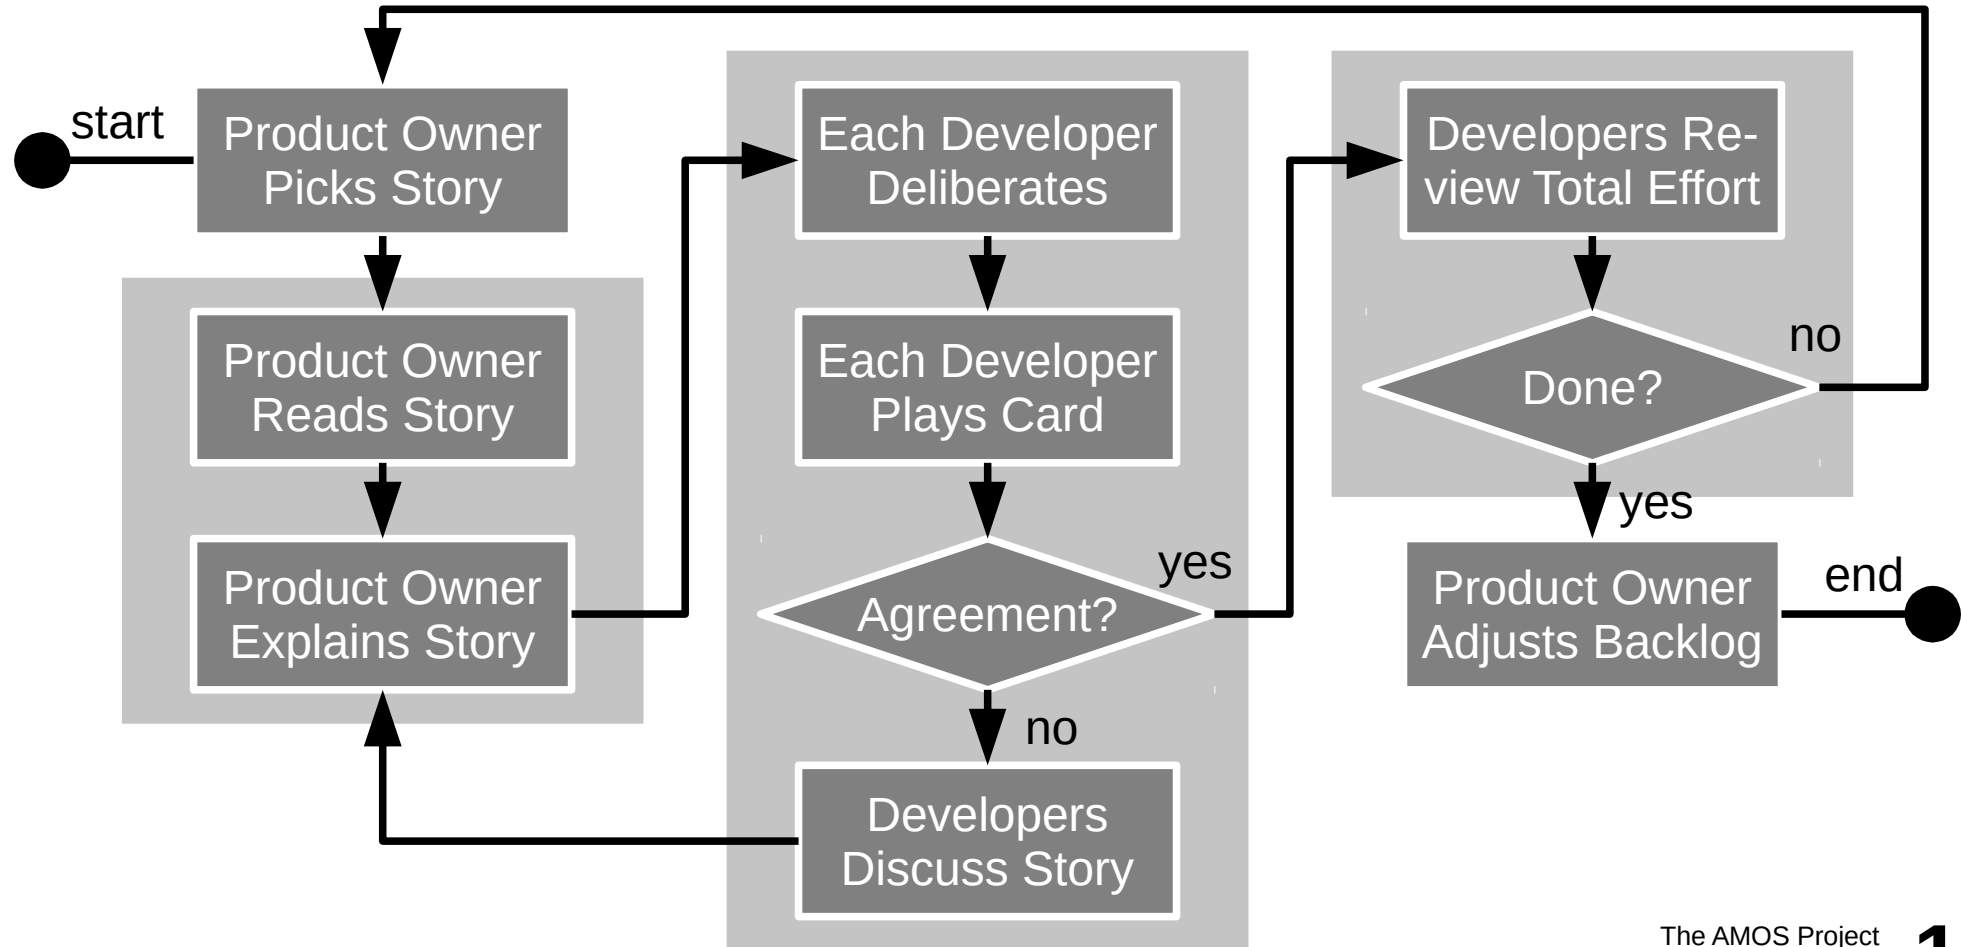 start
Product Owner
Picks Story
Product Owner
Reads Story
Product Owner
Explains Story
Each Developer
Deliberates
Each Developer
Plays Card
Agreement?
yes
no
Developers
Discuss Story
Developers Re-
view Total Effort
Done?
no
yes
Product Owner
Adjusts Backlog
end
The AMOS Project